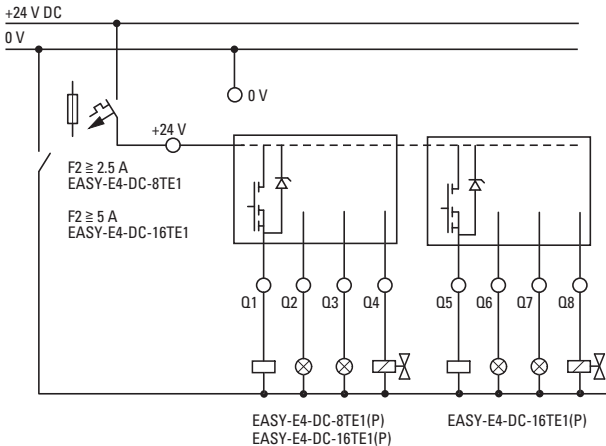 +24 V DC
0 V
0 V
+24 V
F2 ≧ 2.5 A
EASY-E4-DC-8TE1
F2 ≧ 5 A
EASY-E4-DC-16TE1
Q1 Q2 Q3 Q4 Q5 Q6 Q7 Q8
EASY-E4-DC-8TE1(P) EASY-E4-DC-16TE1(P)
EASY-E4-DC-16TE1(P)